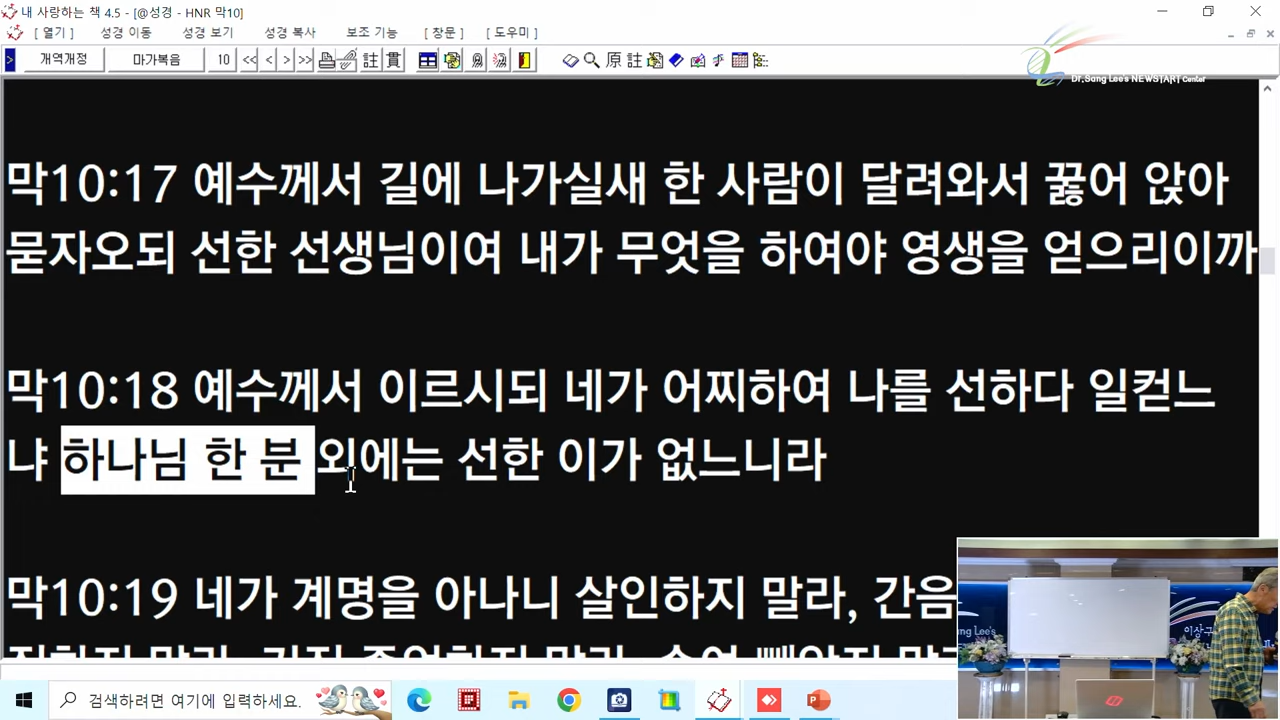 내 사랑하는 책 4.5 - [@성경 - HNR 막10]
[ 열기 ] 성경 이동 성경 보기 성경 복사 보조 기능 [ 창문 ] [ 도우미 ]
개역개정 마가복음 10 << < > >> 註 貫 原 註
Dr.Sang Lee's NEWSTART Center
막10:17 예수께서 길에 나가실새 한 사람이 달려와서 꿇어 앉아
묻자오되 선한 선생님이여 내가 무엇을 하여야 영생을 얻으리이까
막10:18 예수께서 이르시되 네가 어찌하여 나를 선하다 일컫느
냐 하나님 한 분 외에는 선한 이가 없느니라
막10:19 네가 계명을 아나니 살인하지 말라, 간음
ng Lee's
이상구
검색하려면 여기에 입력하세요.